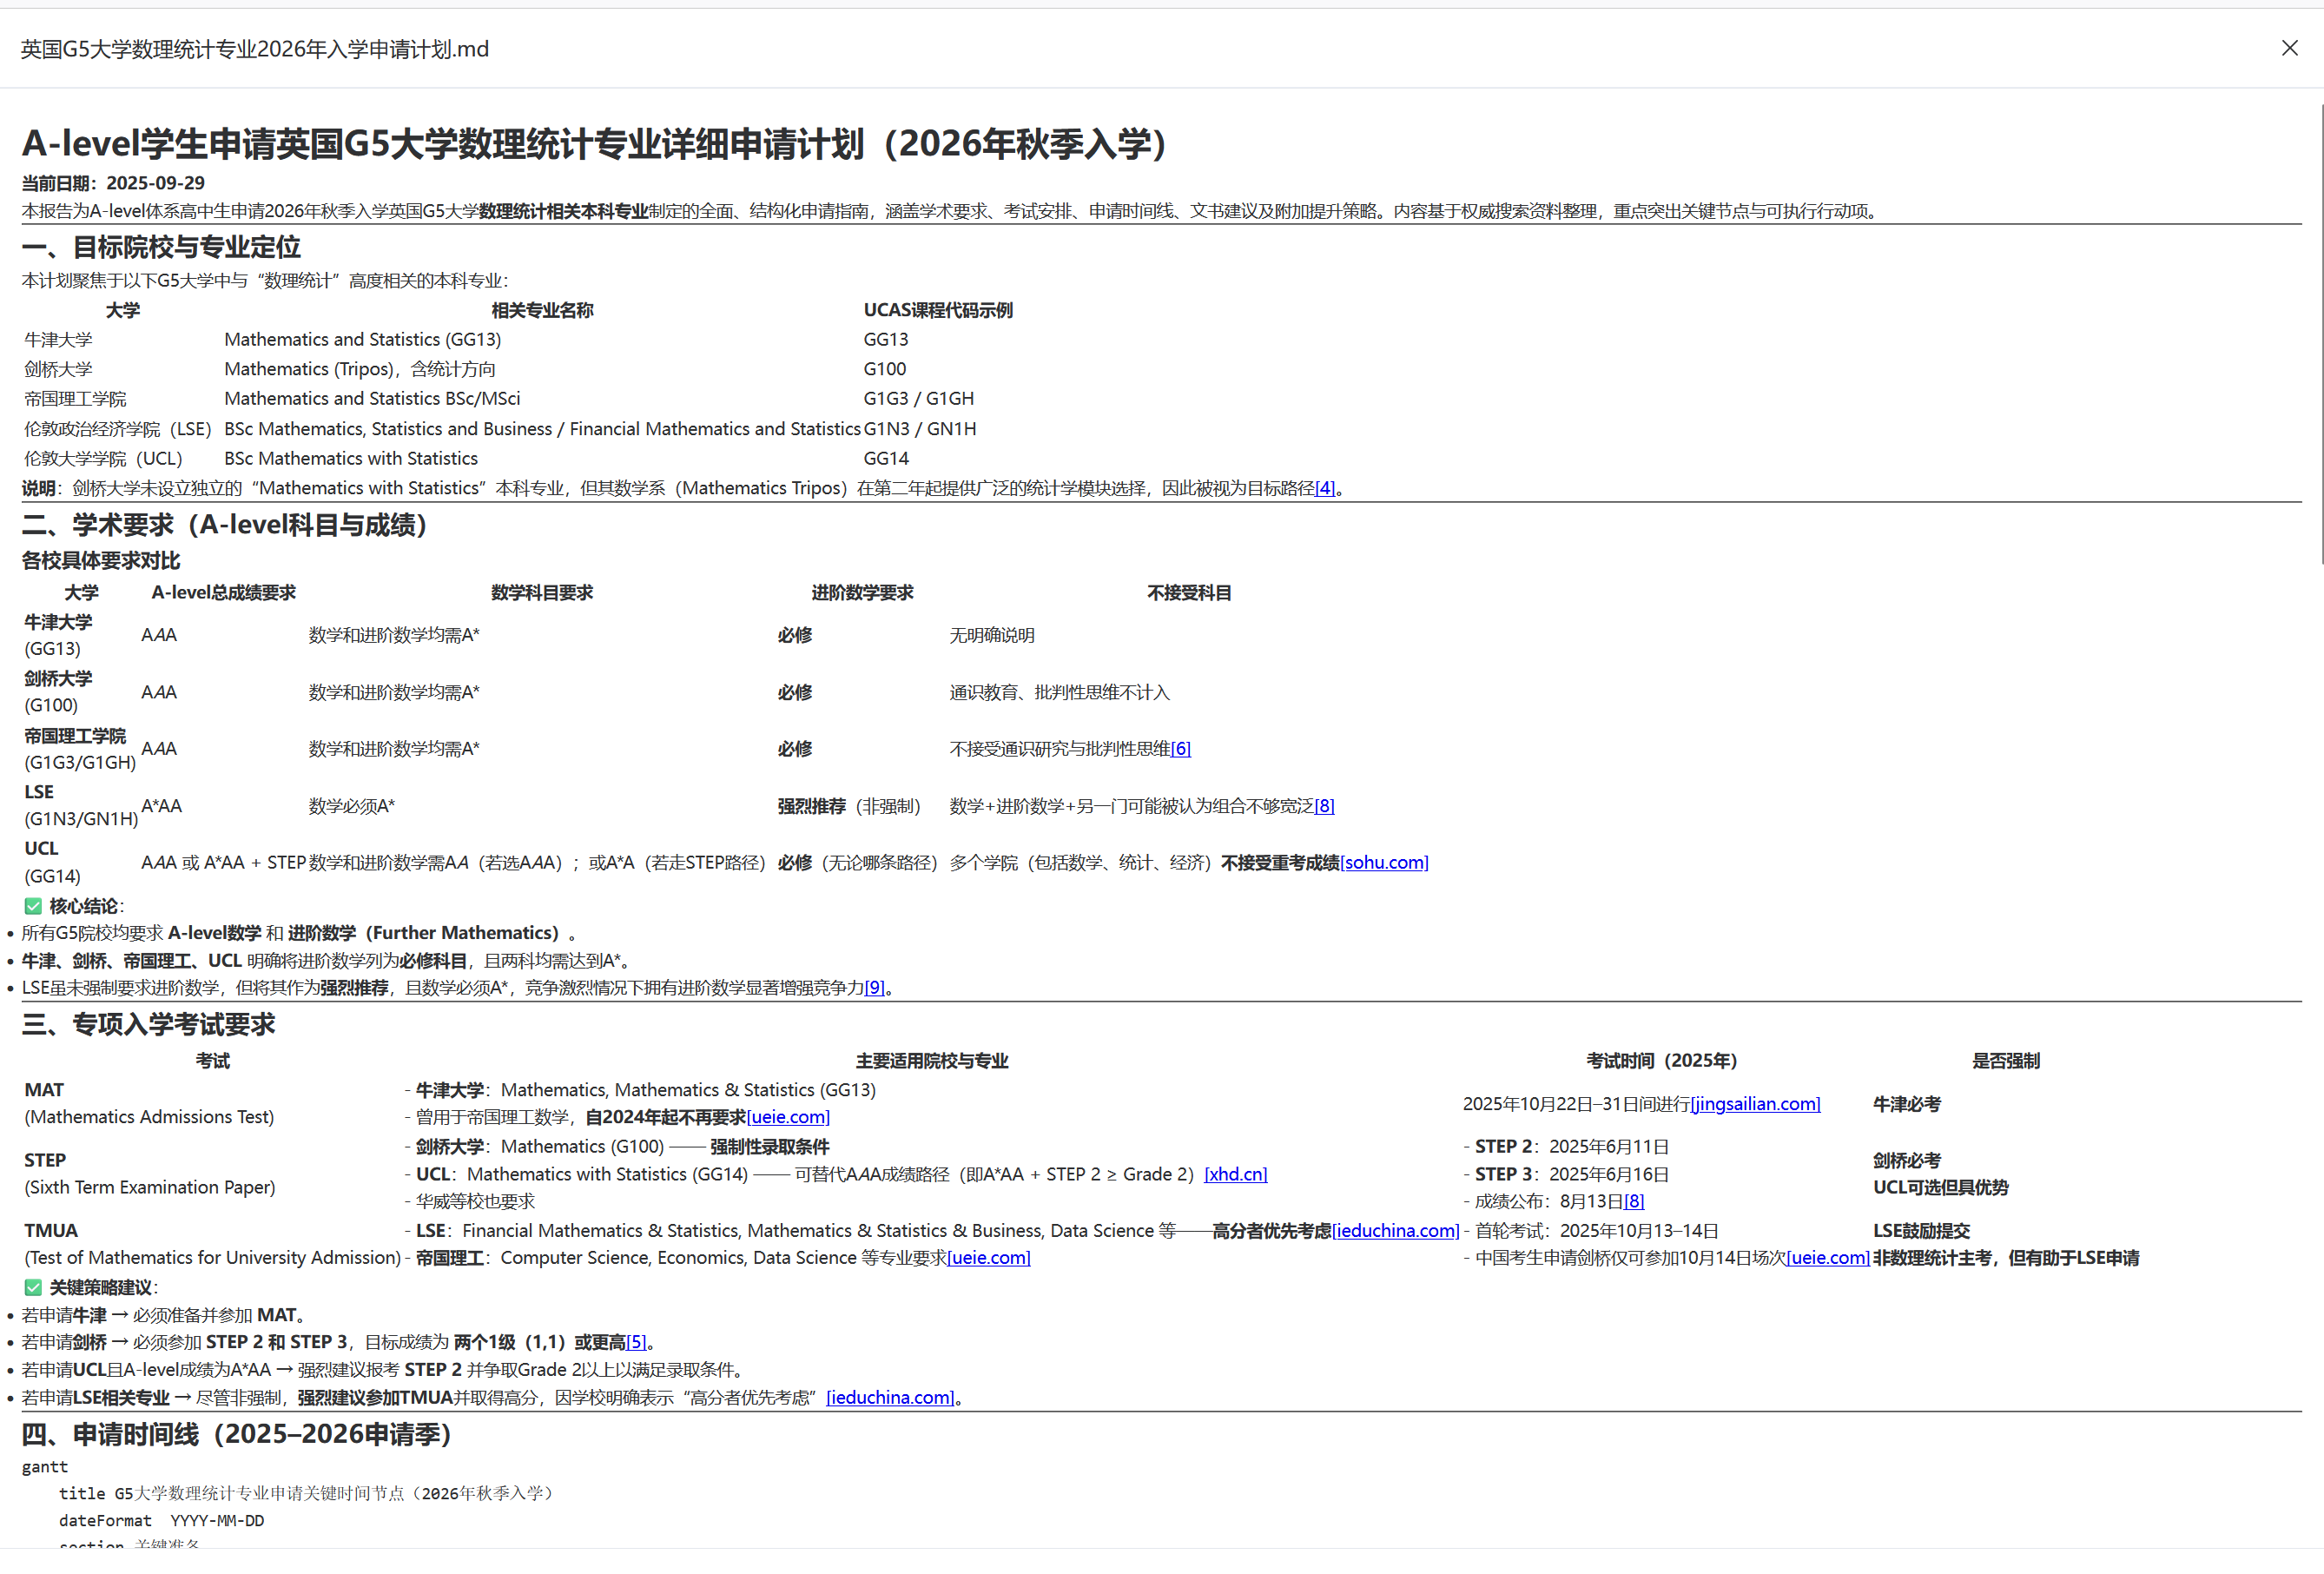 英国G5大学数理统计专业2026年入学申请计划.md
A-level学生申请英国G5大学数理统计专业详细申请计划（2026年秋季入学）
当前日期：2025-09-29
本报告为A-level体系高中生申请2026年秋季入学英国G5大学数理统计相关本科专业制定的全面、结构化申请指南，涵盖学术要求、考试安排、申请时间线、文书建议及附加提升策略。内容基于权威搜索资料整理，重点突出关键节点与可执行行动项。
一、目标院校与专业定位
本计划聚焦于以下G5大学中与“数理统计”高度相关的本科专业：
大学 相关专业名称 UCAS课程代码示例
牛津大学 Mathematics and Statistics (GG13) GG13
剑桥大学 Mathematics (Tripos)，含统计方向 G100
帝国理工学院 Mathematics and Statistics BSc/MSci G1G3 / G1GH
伦敦政治经济学院（LSE） BSc Mathematics, Statistics and Business / Financial Mathematics and Statistics G1N3 / GN1H
伦敦大学学院（UCL） BSc Mathematics with Statistics GG14
说明：剑桥大学未设立独立的“Mathematics with Statistics”本科专业，但其数学系（Mathematics Tripos）在第二年起提供广泛的统计学模块选择，因此被视为目标路径[4]。
二、学术要求（A-level科目与成绩）
各校具体要求对比
大学 A-level总成绩要求 数学科目要求 进阶数学要求 不接受科目
牛津大学
(GG13) AAA 数学和进阶数学均需A* 必修 无明确说明
剑桥大学
(G100) AAA 数学和进阶数学均需A* 必修 通识教育、批判性思维不计入
帝国理工学院
(G1G3/G1GH) AAA 数学和进阶数学均需A* 必修 不接受通识研究与批判性思维[6]
LSE
(G1N3/GN1H) A*AA 数学必须A* 强烈推荐（非强制） 数学+进阶数学+另一门可能被认为组合不够宽泛[8]
UCL
(GG14) AAA 或 A*AA + STEP 数学和进阶数学需AA（若选AAA）；或A*A（若走STEP路径） 必修（无论哪条路径） 多个学院（包括数学、统计、经济）不接受重考成绩[sohu.com]
✅ 核心结论：
• 所有G5院校均要求 A-level数学 和 进阶数学（Further Mathematics）。
• 牛津、剑桥、帝国理工、UCL 明确将进阶数学列为必修科目，且两科均需达到A*。
• LSE虽未强制要求进阶数学，但将其作为强烈推荐，且数学必须A*，竞争激烈情况下拥有进阶数学显著增强竞争力[9]。
三、专项入学考试要求
考试 主要适用院校与专业 考试时间（2025年） 是否强制
MAT
(Mathematics Admissions Test)
- 牛津大学：Mathematics, Mathematics & Statistics (GG13)
- 曾用于帝国理工数学，自2024年起不再要求[ueie.com]
2025年10月22日–31日间进行[jingsailian.com]
牛津必考
STEP
(Sixth Term Examination Paper)
- 剑桥大学：Mathematics (G100) —— 强制性录取条件
- UCL：Mathematics with Statistics (GG14) —— 可替代AAA成绩路径（即A*AA + STEP 2 ≥ Grade 2）[xhd.cn]
- 华威等校也要求
- STEP 2：2025年6月11日
- STEP 3：2025年6月16日
- 成绩公布：8月13日[8]
剑桥必考
UCL可选但具优势
TMUA
(Test of Mathematics for University Admission)
- LSE：Financial Mathematics & Statistics, Mathematics & Statistics & Business, Data Science 等——高分者优先考虑[ieduchina.com]
- 帝国理工：Computer Science, Economics, Data Science 等专业要求[ueie.com]
- 首轮考试：2025年10月13–14日
- 中国考生申请剑桥仅可参加10月14日场次[ueie.com]
LSE鼓励提交
非数理统计主考，但有助于LSE申请
✅ 关键策略建议：
• 若申请牛津 → 必须准备并参加 MAT。
• 若申请剑桥 → 必须参加 STEP 2 和 STEP 3，目标成绩为 两个1级（1,1）或更高[5]。
• 若申请UCL且A-level成绩为A*AA → 强烈建议报考 STEP 2 并争取Grade 2以上以满足录取条件。
• 若申请LSE相关专业 → 尽管非强制，强烈建议参加TMUA并取得高分，因学校明确表示“高分者优先考虑”[ieduchina.com]。
四、申请时间线（2025–2026申请季）
gantt
title G5大学数理统计专业申请关键时间节点（2026年秋季入学）
dateFormat  YYYY-MM-DD
section 关键准备